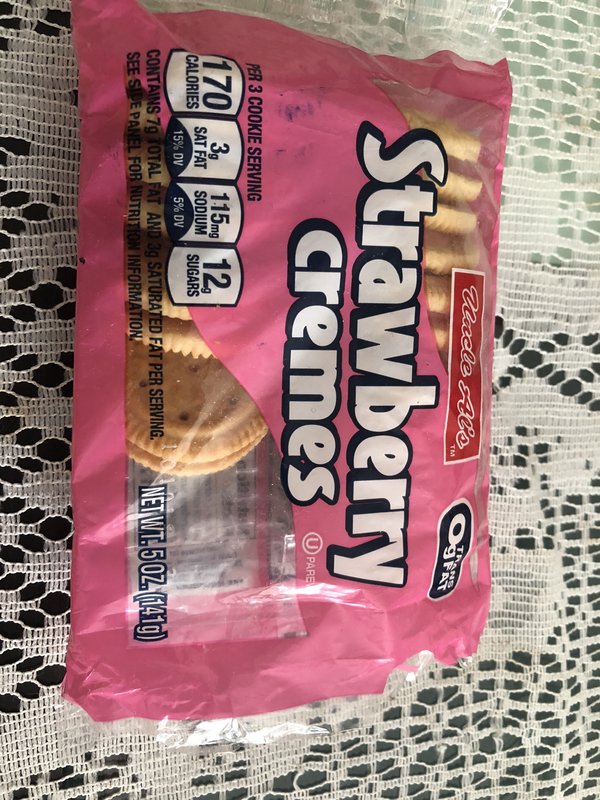 Uncle Al's
TM
Strawberry
cremes
0g TRANS FAT
U PARE
PER 3 COOKIE SERVING
170
CALORIES
3g
SAT FAT
15% DV
115mg
SODIUM
5% DV
12g
SUGARS
CONTAINS 7g TOTAL FAT AND 3g SATURATED FAT PER SERVING.
SEE SIDE PANEL FOR NUTRITION INFORMATION.
NET WT. 5 OZ (141g)